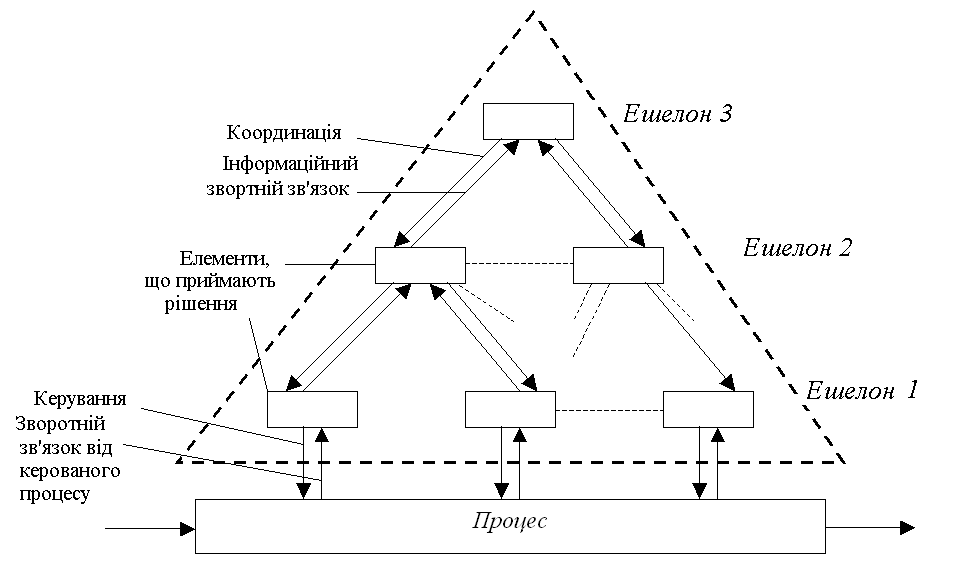 Ешелон 3
Координація
Інформаційний
звортній зв'язок
Ешелон 2
Елементи,
що приймають
рішення
Ешелон 1
Керування
Зворотній
зв'язок від
керованого
процесу
Процес